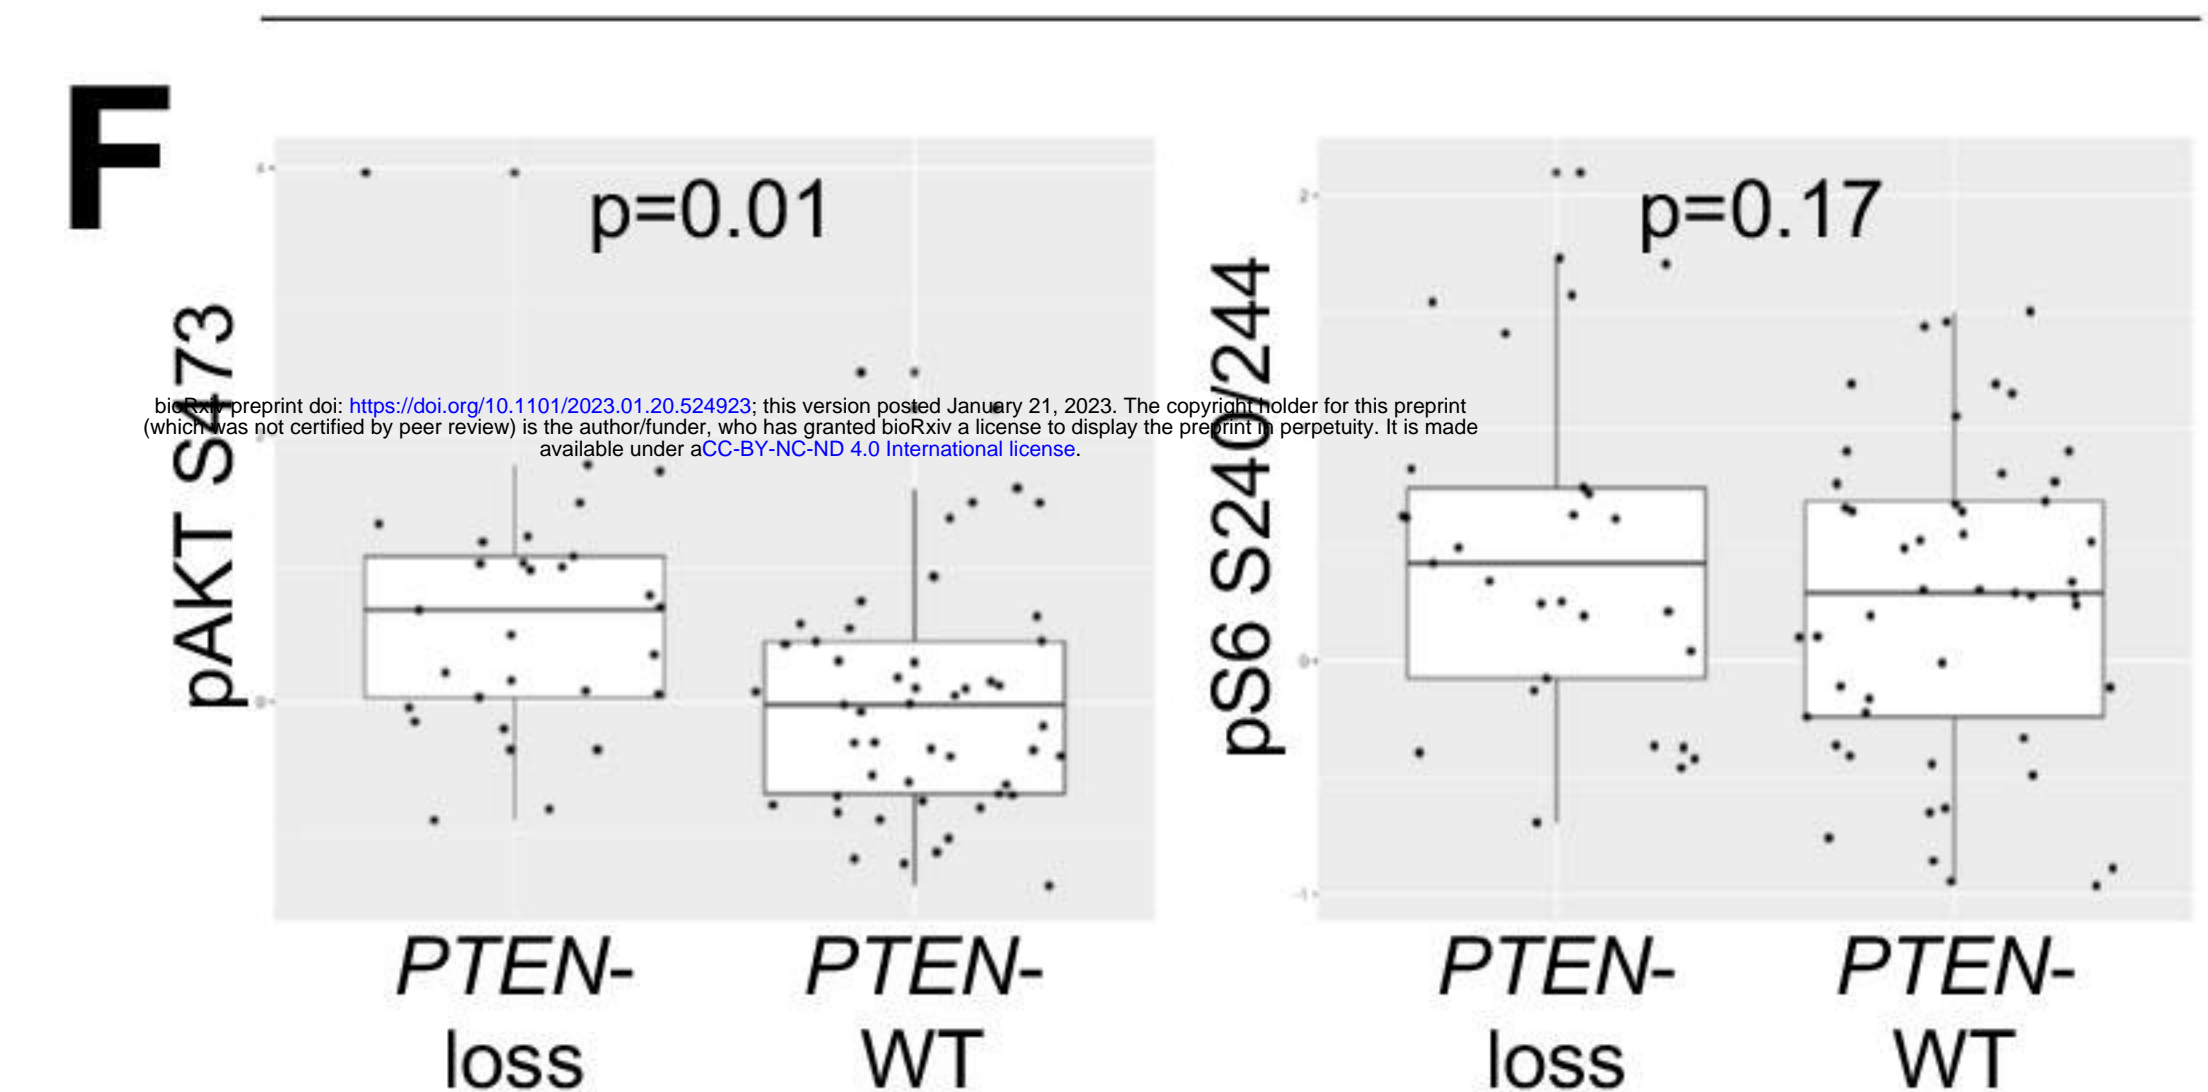 F
p=0.01
p=0.17
pAKT S473
pS6 S240/244
2
0
0
-1
bioRxiv preprint doi: https://doi.org/10.1101/2023.01.20.524923; this version posted January 21, 2023. The copyright holder for this preprint
(which was not certified by peer review) is the author/funder, who has granted bioRxiv a license to display the preprint in perpetuity. It is made
available under aCC-BY-NC-ND 4.0 International license.
PTEN-
loss
PTEN-
WT
PTEN-
loss
PTEN-
WT